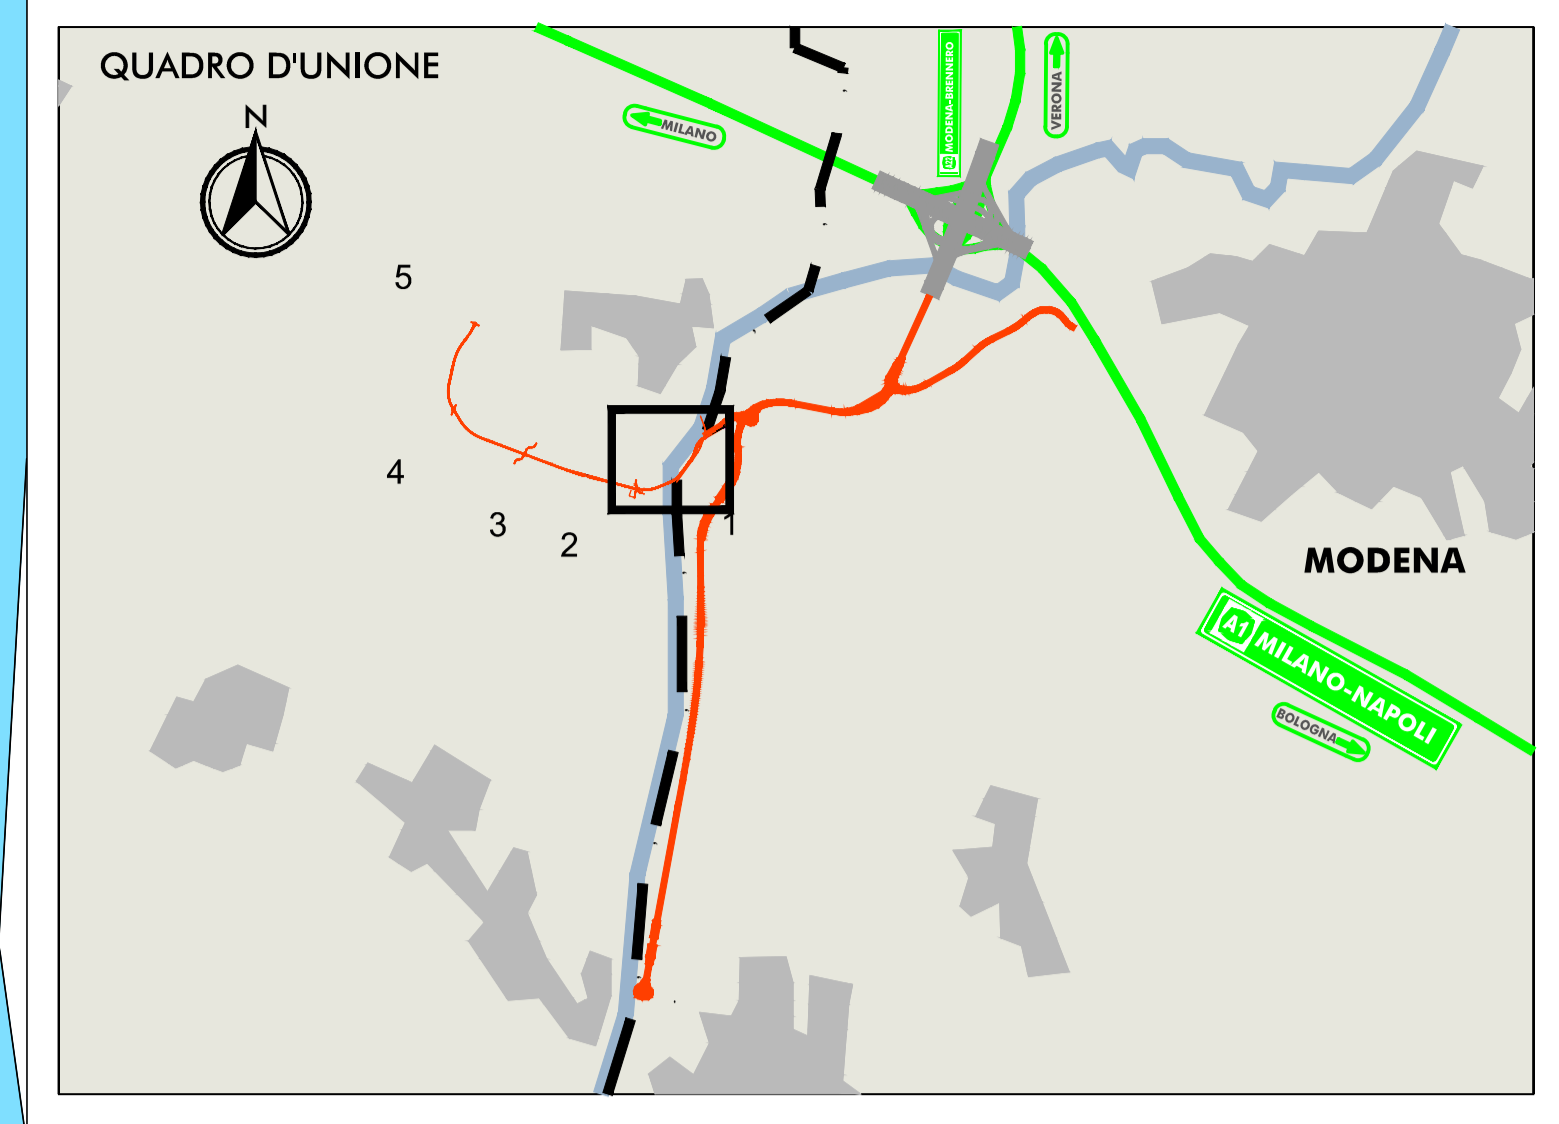 QUADRO D'UNIONE
N
MILANO
A22 MODENA-BRENNERO
VERONA
5
4
3
2
1
MODENA
A1 MILANO-NAPOLI
BOLOGNA